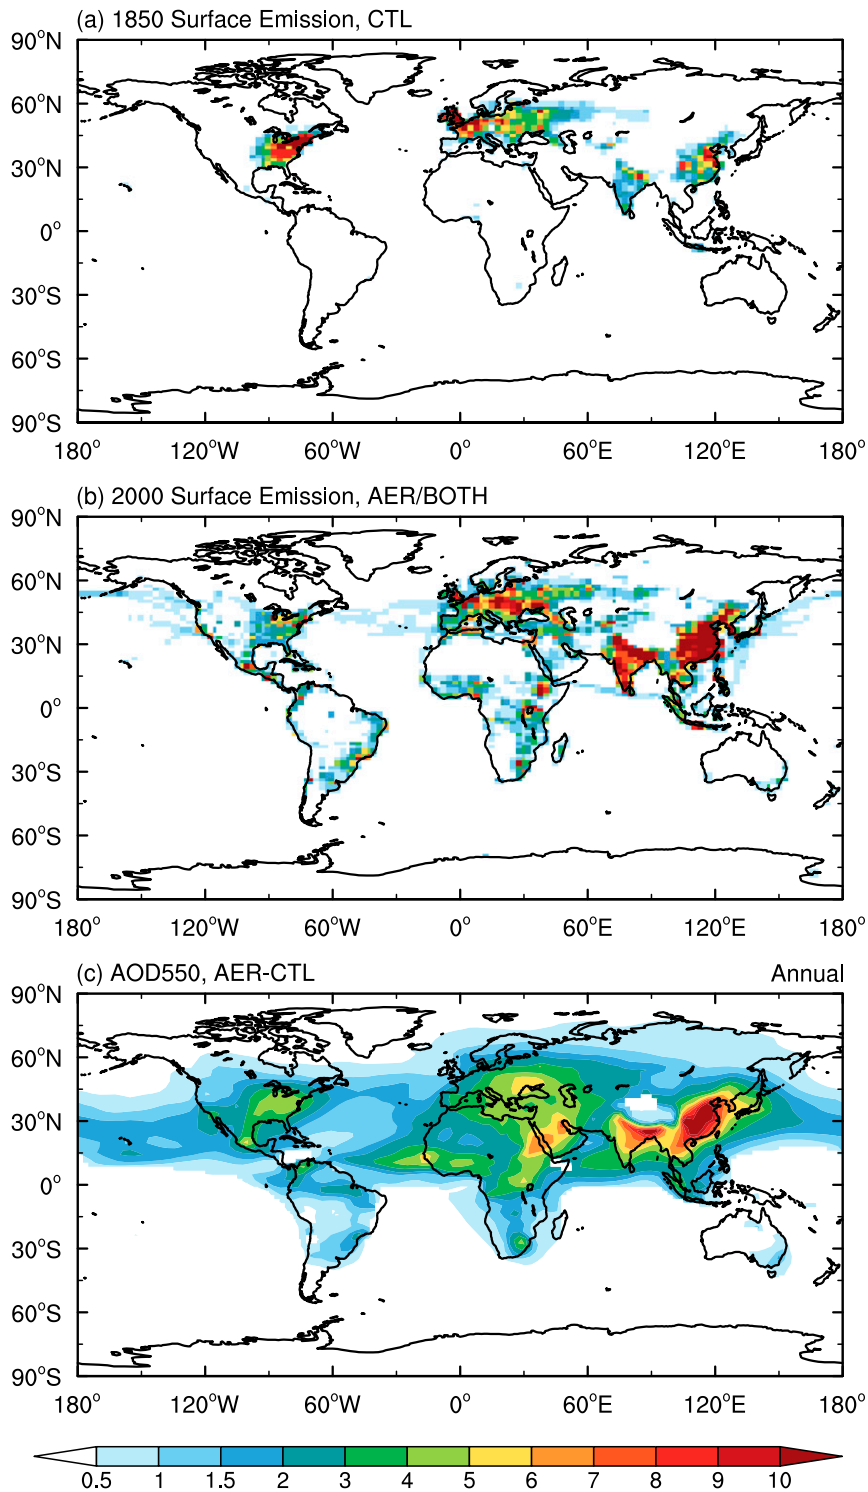 (a) 1850 Surface Emission, CTL
90°N
60°N
30°N
0°
30°S
60°S
90°S
180° 120°W 60°W 0° 60°E 120°E 180°
(b) 2000 Surface Emission, AER/BOTH
90°N
60°N
30°N
0°
30°S
60°S
90°S
180° 120°W 60°W 0° 60°E 120°E 180°
(c) AOD550, AER-CTL Annual
90°N
60°N
30°N
0°
30°S
60°S
90°S
180° 120°W 60°W 0° 60°E 120°E 180°
0.5 1 1.5 2 3 4 5 6 7 8 9 10